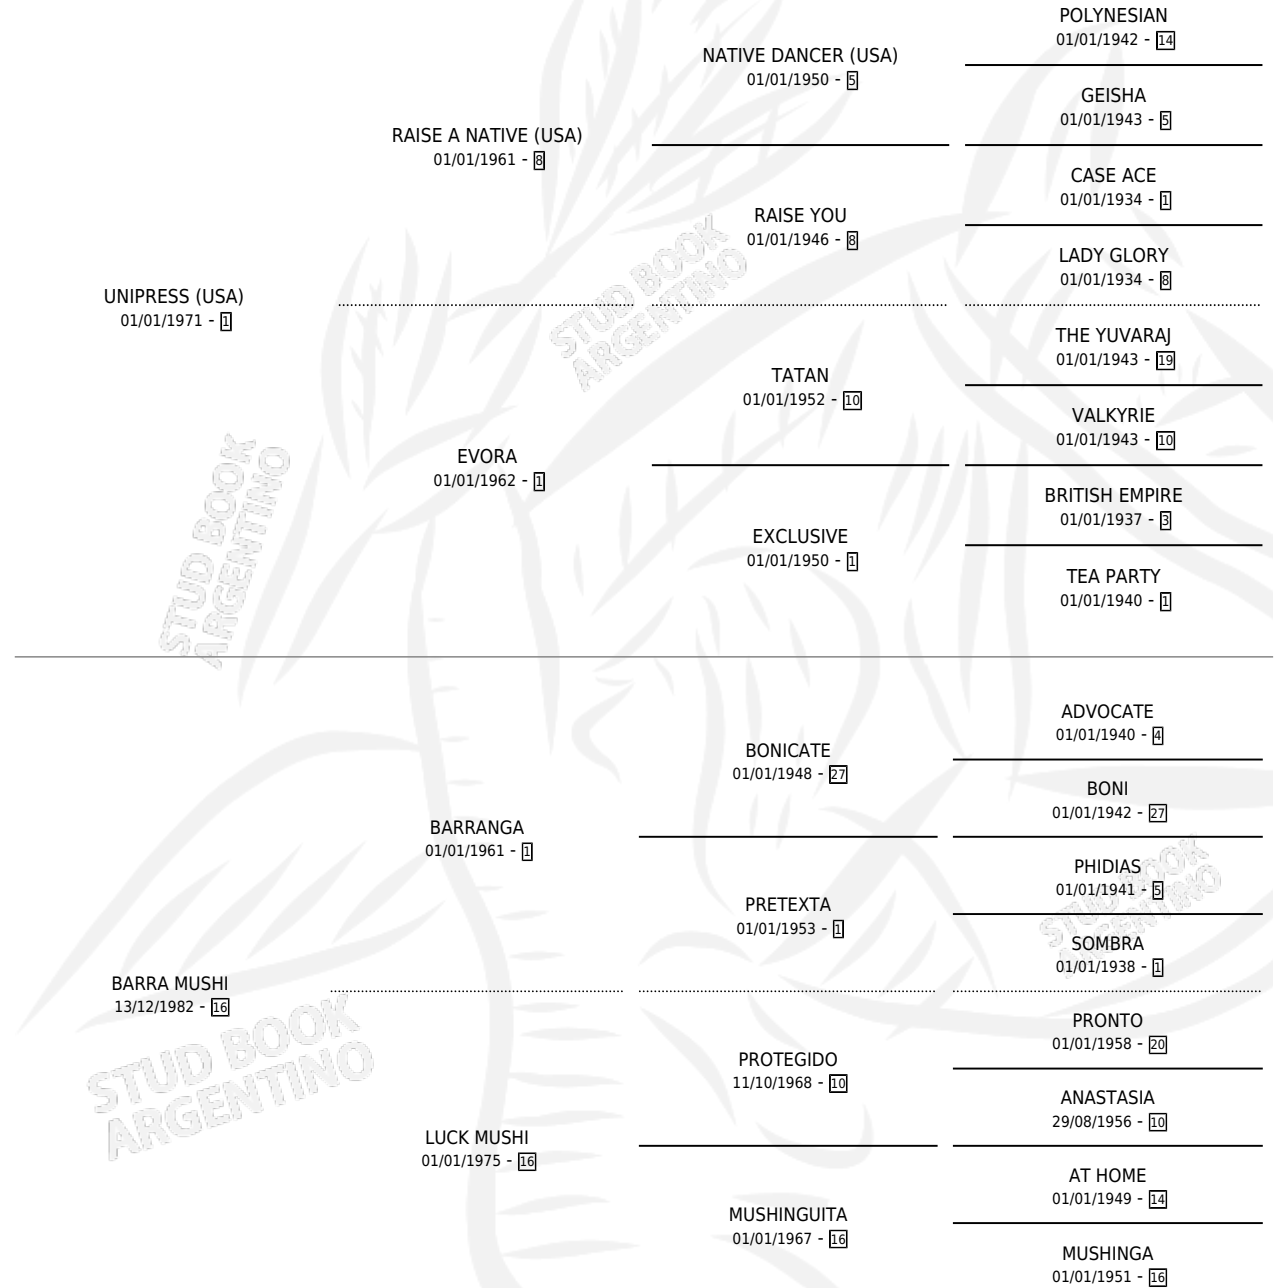 POLYNESIAN
01/01/1942 - 14
NATIVE DANCER (USA)
01/01/1950 - 5
GEISHA
01/01/1943 - 5
RAISE A NATIVE (USA)
01/01/1961 - 8
CASE ACE
01/01/1934 - 1
RAISE YOU
01/01/1946 - 8
LADY GLORY
01/01/1934 - 8
UNIPRESS (USA)
01/01/1971 - 1
THE YUVARAJ
01/01/1943 - 19
TATAN
01/01/1952 - 10
VALKYRIE
01/01/1943 - 10
EVORA
01/01/1962 - 1
BRITISH EMPIRE
01/01/1937 - 3
EXCLUSIVE
01/01/1950 - 1
TEA PARTY
01/01/1940 - 1
ADVOCATE
01/01/1940 - 4
BONICATE
01/01/1948 - 27
BONI
01/01/1942 - 27
BARRANGA
01/01/1961 - 1
PHIDIAS
01/01/1941 - 5
PRETEXTA
01/01/1953 - 1
SOMBRA
01/01/1938 - 1
BARRA MUSHI
13/12/1982 - 16
PRONTO
01/01/1958 - 20
PROTEGIDO
11/10/1968 - 10
ANASTASIA
29/08/1956 - 10
LUCK MUSHI
01/01/1975 - 16
AT HOME
01/01/1949 - 14
MUSHINGUITA
01/01/1967 - 16
MUSHINGA
01/01/1951 - 16
STUD BOOK
ARGENTINO
STUD BOOK
ARGENTINO
STUD BOOK
ARGENTINO
STUD BOOK
ARGENTINO